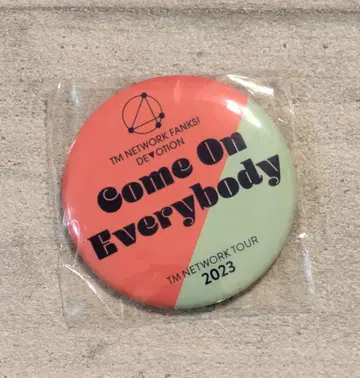 TM NETWORK FANKS!
DEVOTION
Come On
Everybody
TM NETWORK TOUR
2023